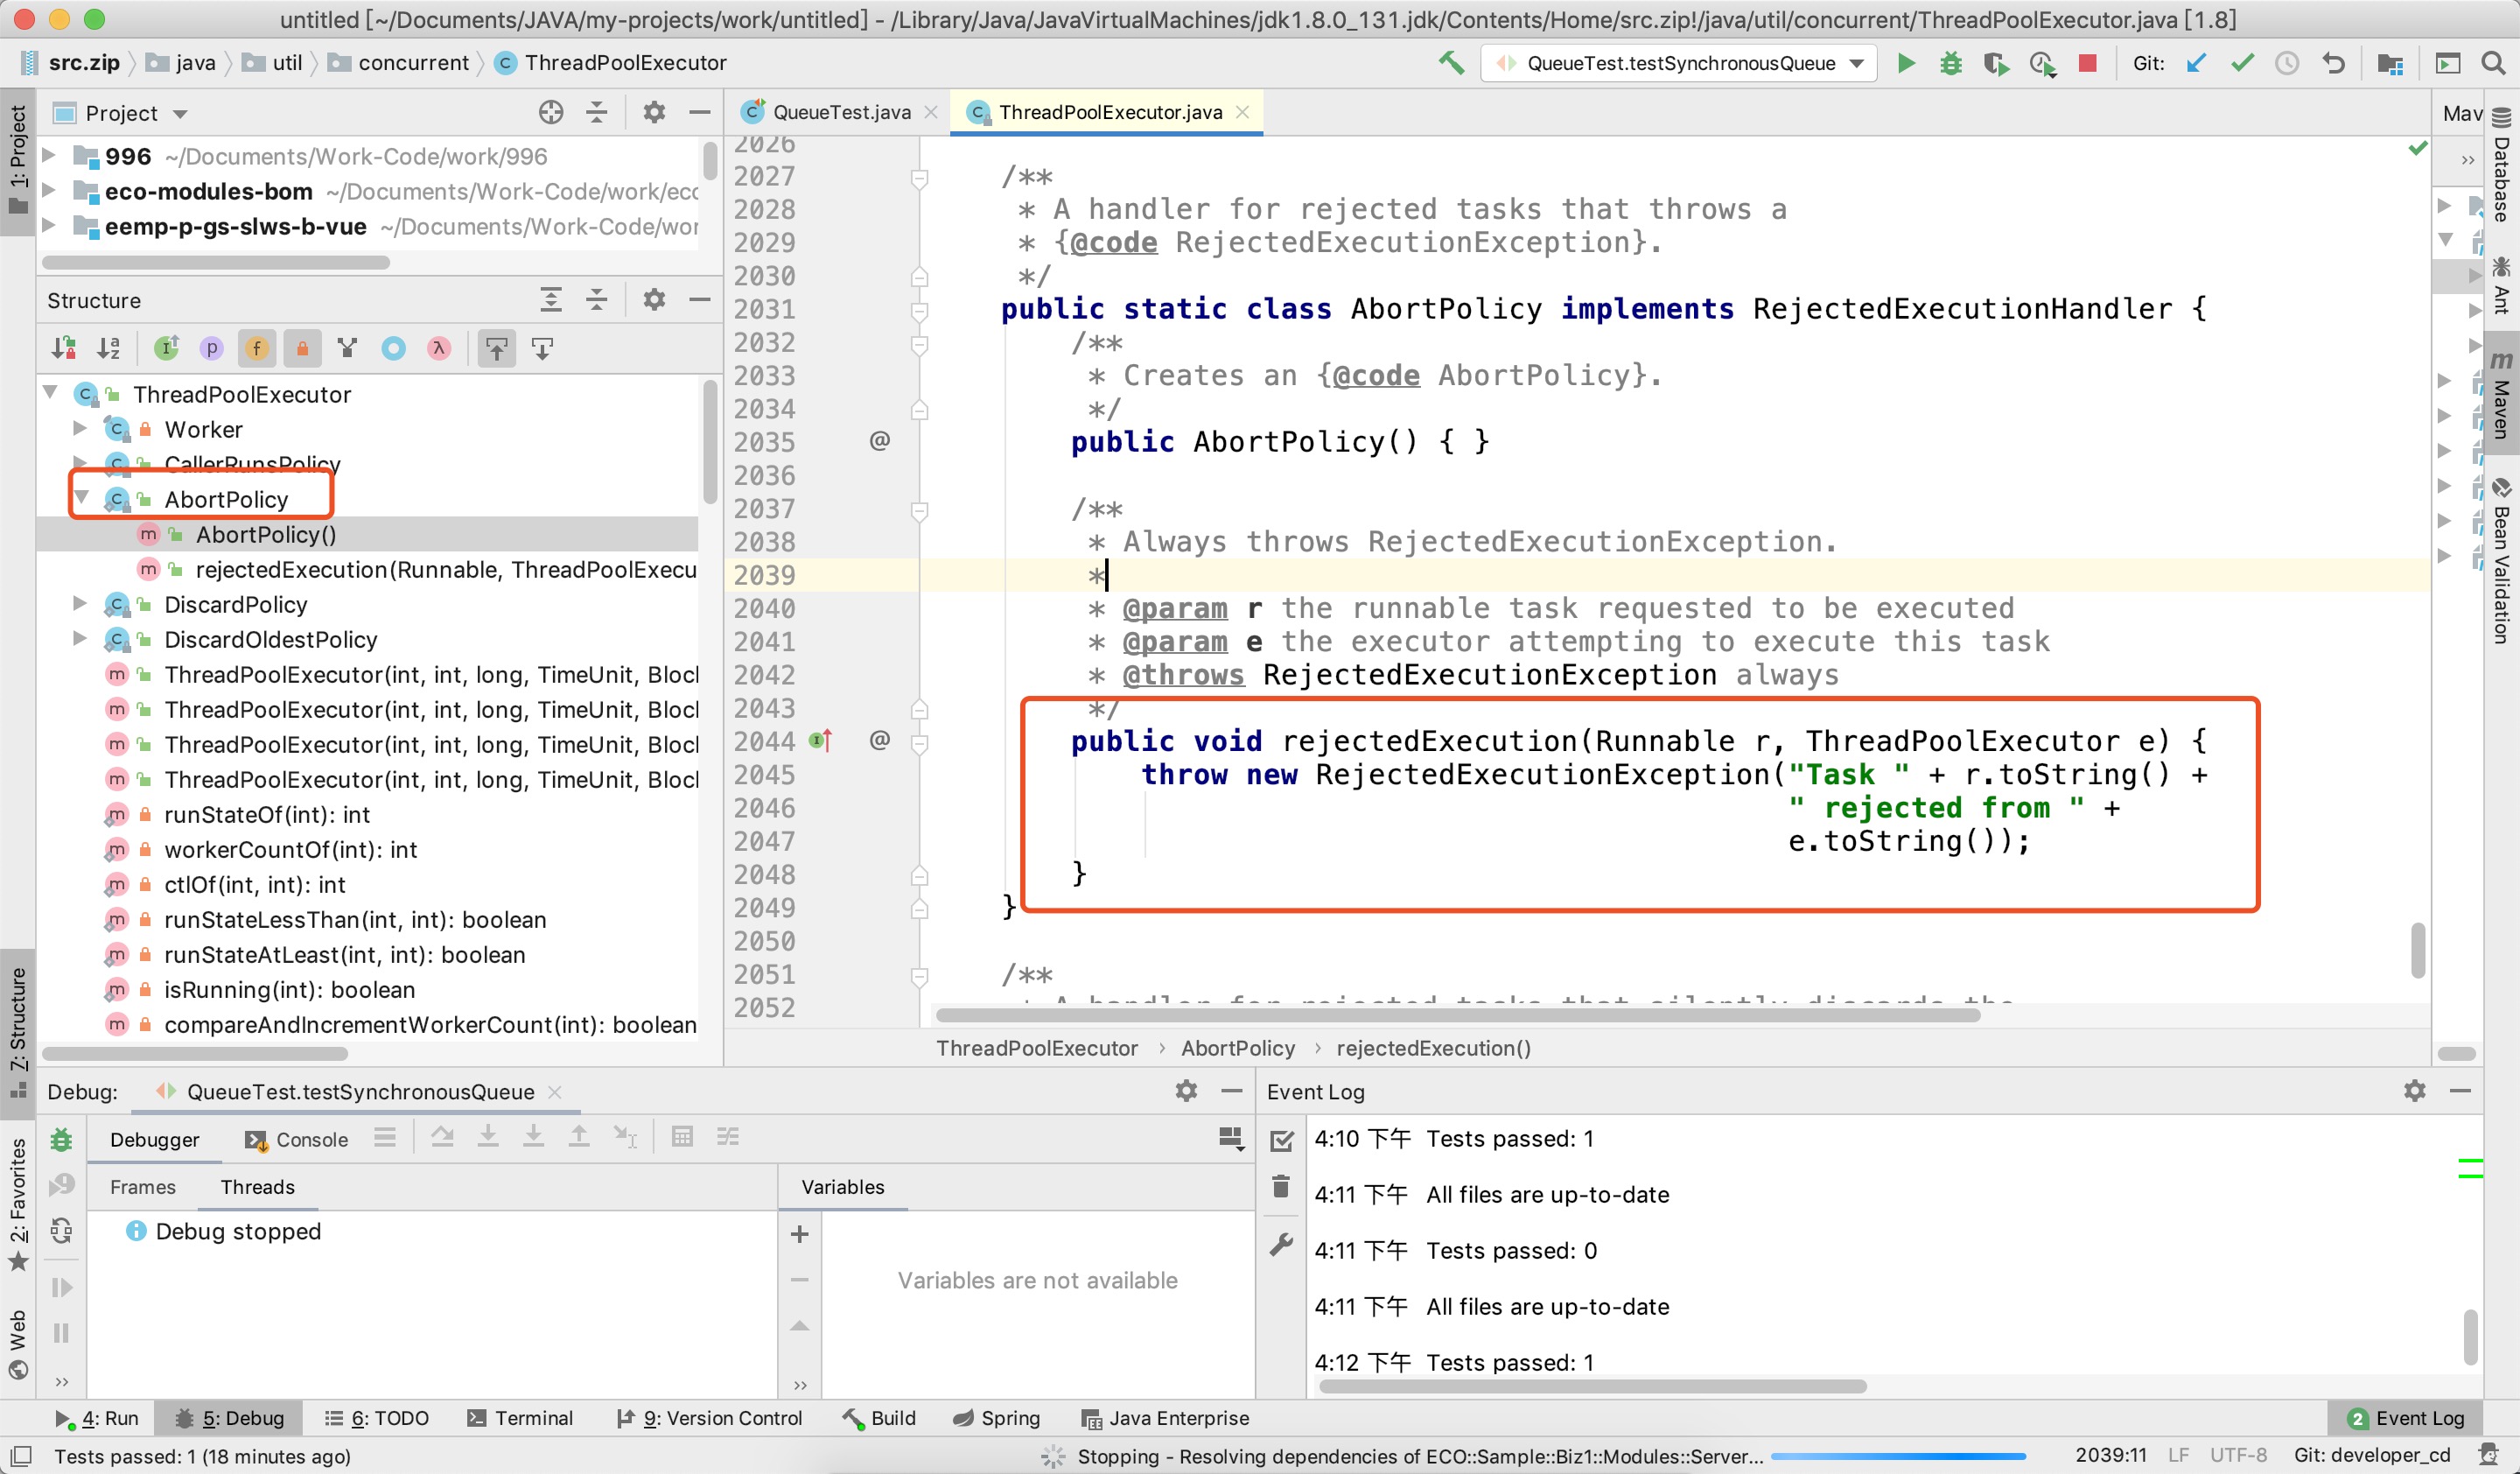 untitled [~/Documents/JAVA/my-projects/work/untitled] - /Library/Java/JavaVirtualMachines/jdk1.8.0_131.jdk/Contents/Home/src.zip!/java/util/concurrent/ThreadPoolExecutor.java [1.8]
src.zip java util concurrent ThreadPoolExecutor
QueueTest.testSynchronousQueue Git:
1: Project
7: Structure
2: Favorites
Web
Project
996 ~/Documents/Work-Code/work/996
eco-modules-bom ~/Documents/Work-Code/work/eco
eemp-p-gs-slws-b-vue ~/Documents/Work-Code/wor
Structure
ThreadPoolExecutor
Worker
CallerRunsPolicy
AbortPolicy
AbortPolicy()
rejectedExecution(Runnable, ThreadPoolExecu
DiscardPolicy
DiscardOldestPolicy
ThreadPoolExecutor(int, int, long, TimeUnit, Block
ThreadPoolExecutor(int, int, long, TimeUnit, Block
ThreadPoolExecutor(int, int, long, TimeUnit, Block
ThreadPoolExecutor(int, int, long, TimeUnit, Block
runStateOf(int): int
workerCountOf(int): int
ctlOf(int, int): int
runStateLessThan(int, int): boolean
runStateAtLeast(int, int): boolean
isRunning(int): boolean
compareAndIncrementWorkerCount(int): boolean
QueueTest.java ThreadPoolExecutor.java
2026
2027 /**
2028 * A handler for rejected tasks that throws a
2029 * {@code RejectedExecutionException}.
2030 */
2031 public static class AbortPolicy implements RejectedExecutionHandler {
2032 /**
2033 * Creates an {@code AbortPolicy}.
2034 */
2035 @ public AbortPolicy() { }
2036
2037 /**
2038 * Always throws RejectedExecutionException.
2039 *
2040 * @param r the runnable task requested to be executed
2041 * @param e the executor attempting to execute this task
2042 * @throws RejectedExecutionException always
2043 */
2044 @ public void rejectedExecution(Runnable r, ThreadPoolExecutor e) {
2045 throw new RejectedExecutionException("Task " + r.toString() +
2046 " rejected from " +
2047 e.toString());
2048 }
2049 }
2050
2051 /**
2052 * A handler for rejected tasks that silently discards the
ThreadPoolExecutor › AbortPolicy › rejectedExecution()
Mav
Database
Ant
Maven
Bean Validation
Debug: QueueTest.testSynchronousQueue
Debugger Console
Frames Threads Variables
Debug stopped
Variables are not available
Event Log
4:10 下午 Tests passed: 1
4:11 下午 All files are up-to-date
4:11 下午 Tests passed: 0
4:11 下午 All files are up-to-date
4:12 下午 Tests passed: 1
4: Run 5: Debug 6: TODO Terminal 9: Version Control Build Spring Java Enterprise 2 Event Log
Tests passed: 1 (18 minutes ago) Stopping - Resolving dependencies of ECO::Sample::Biz1::Modules::Server... 2039:11 LF UTF-8 Git: developer_cd